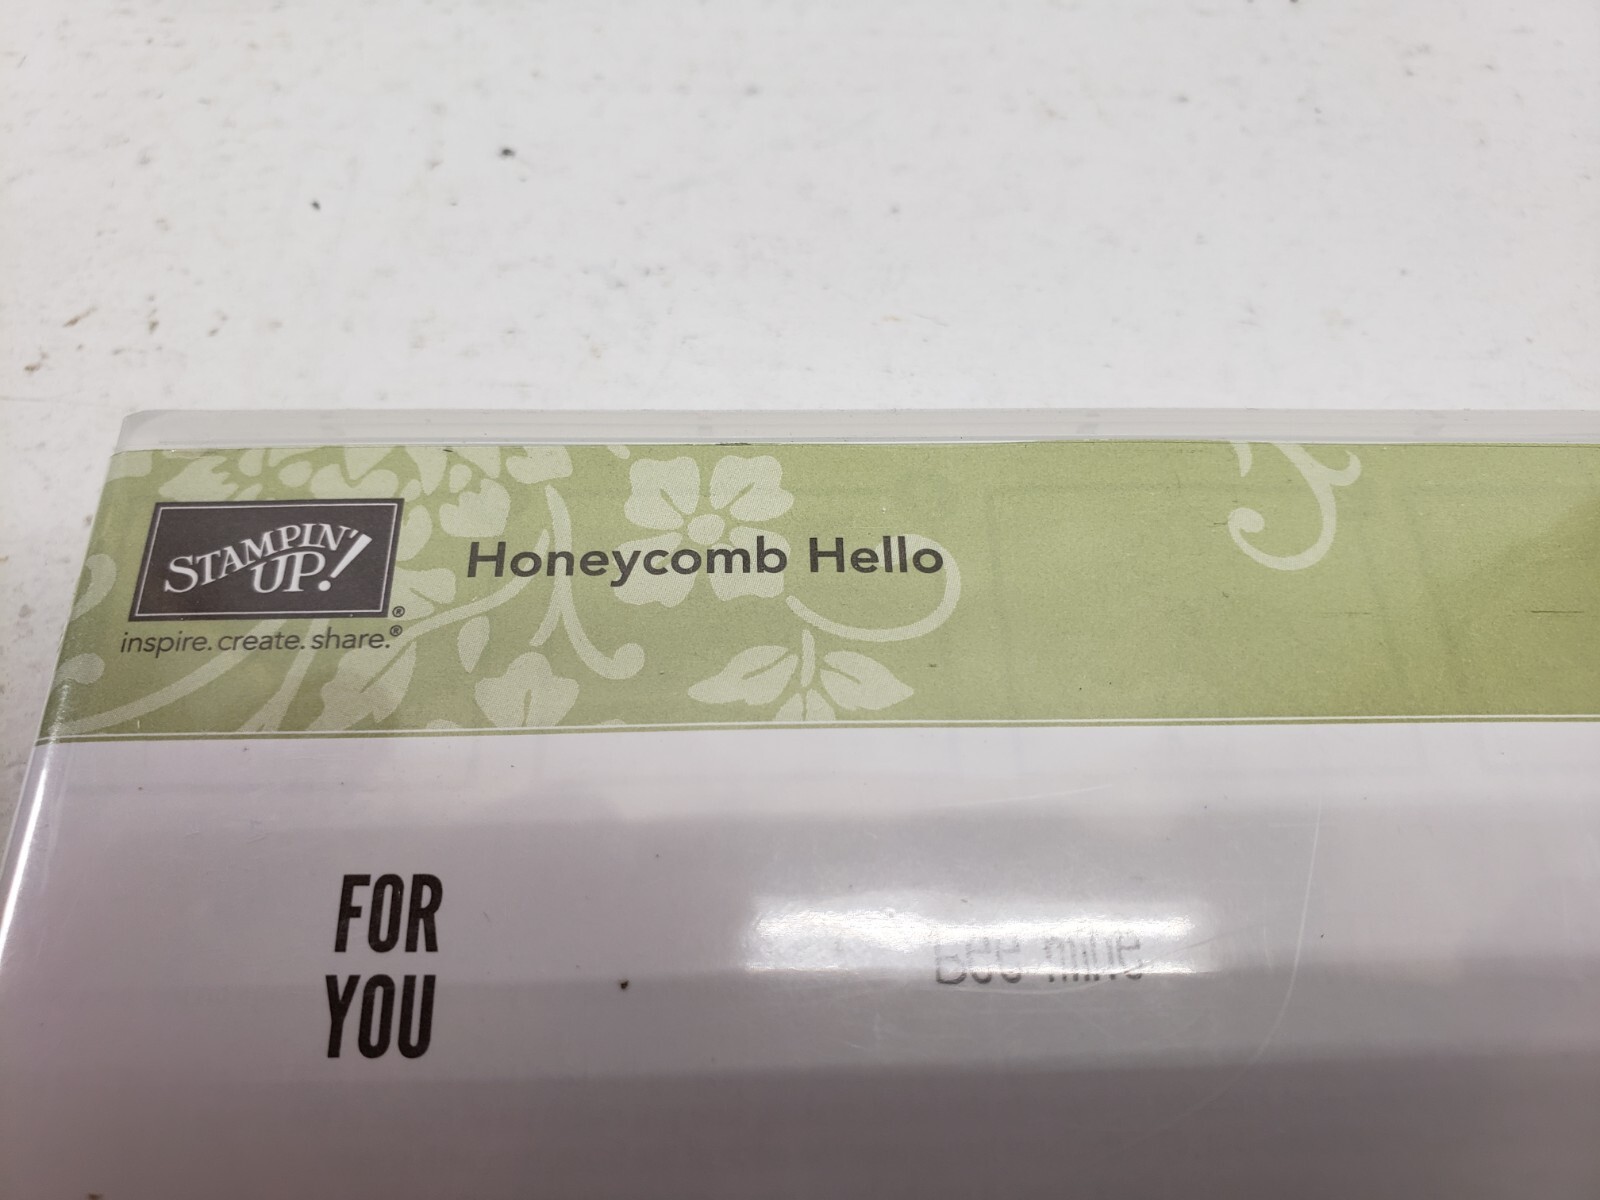 STAMPIN' UP!®
Honeycomb Hello
inspire. create. share.®
FOR
YOU
Bee mine